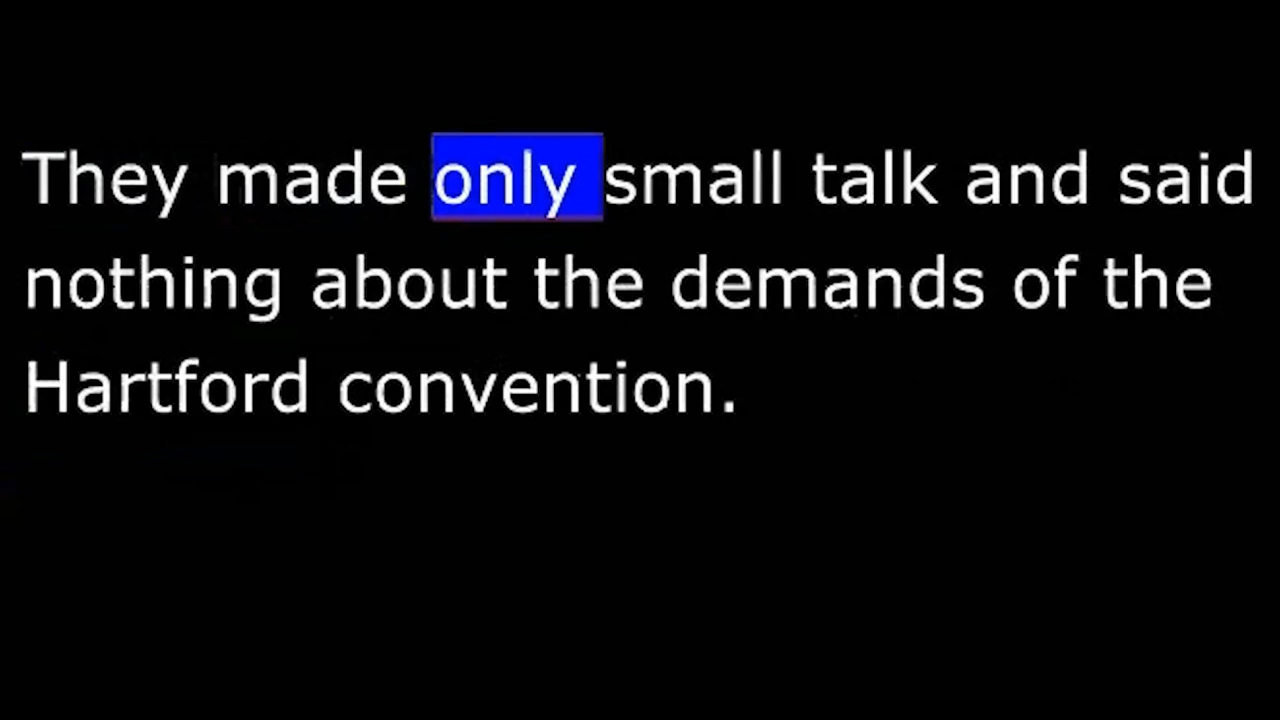 They made only small talk and said
nothing about the demands of the
Hartford convention.